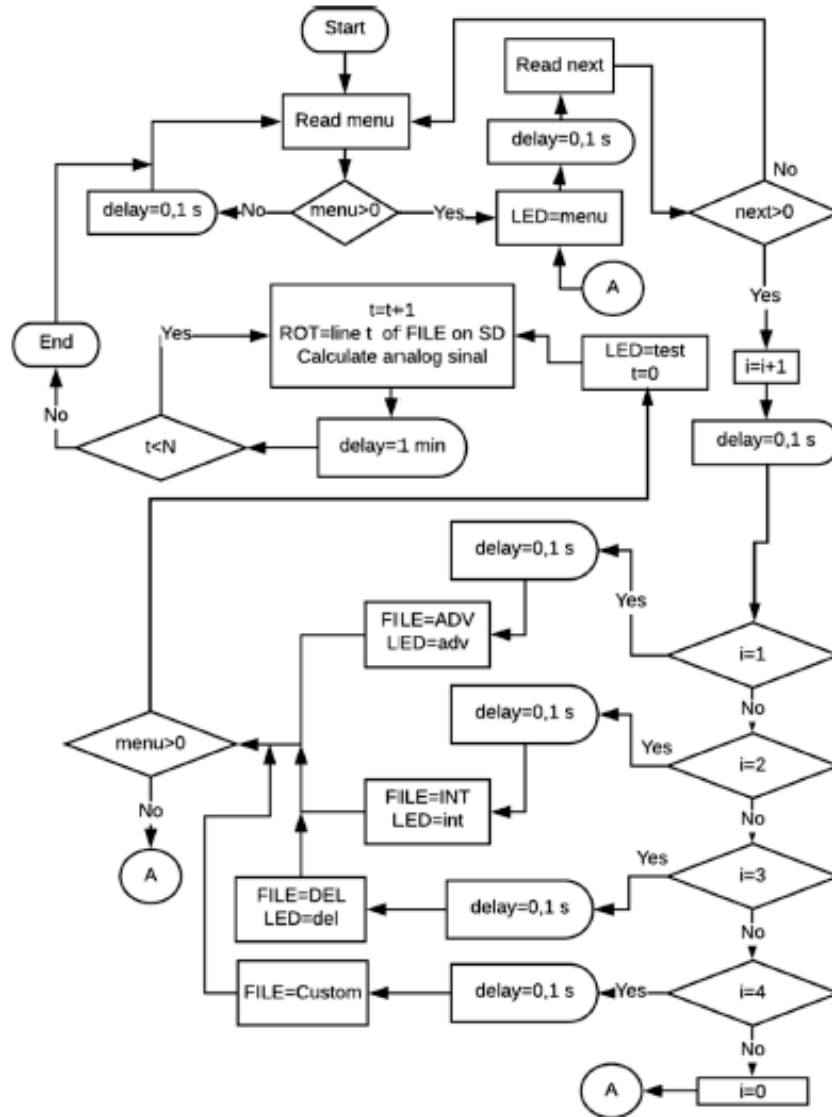 Start
Read next
Read menu
delay=0,1 s
No
delay=0,1 s
No
menu>0
Yes
LED=menu
next>0
A
Yes
t=t+1
ROT=line t of FILE on SD
Calculate analog sinal
Yes
End
LED=test
t=0
i=i+1
No
t<N
delay=1 min
delay=0,1 s
delay=0,1 s
Yes
FILE=ADV
LED=adv
i=1
No
delay=0,1 s
Yes
menu>0
i=2
FILE=INT
LED=int
No
No
A
Yes
FILE=DEL
LED=del
delay=0,1 s
i=3
No
FILE=Custom
delay=0,1 s
Yes
i=4
No
A
i=0